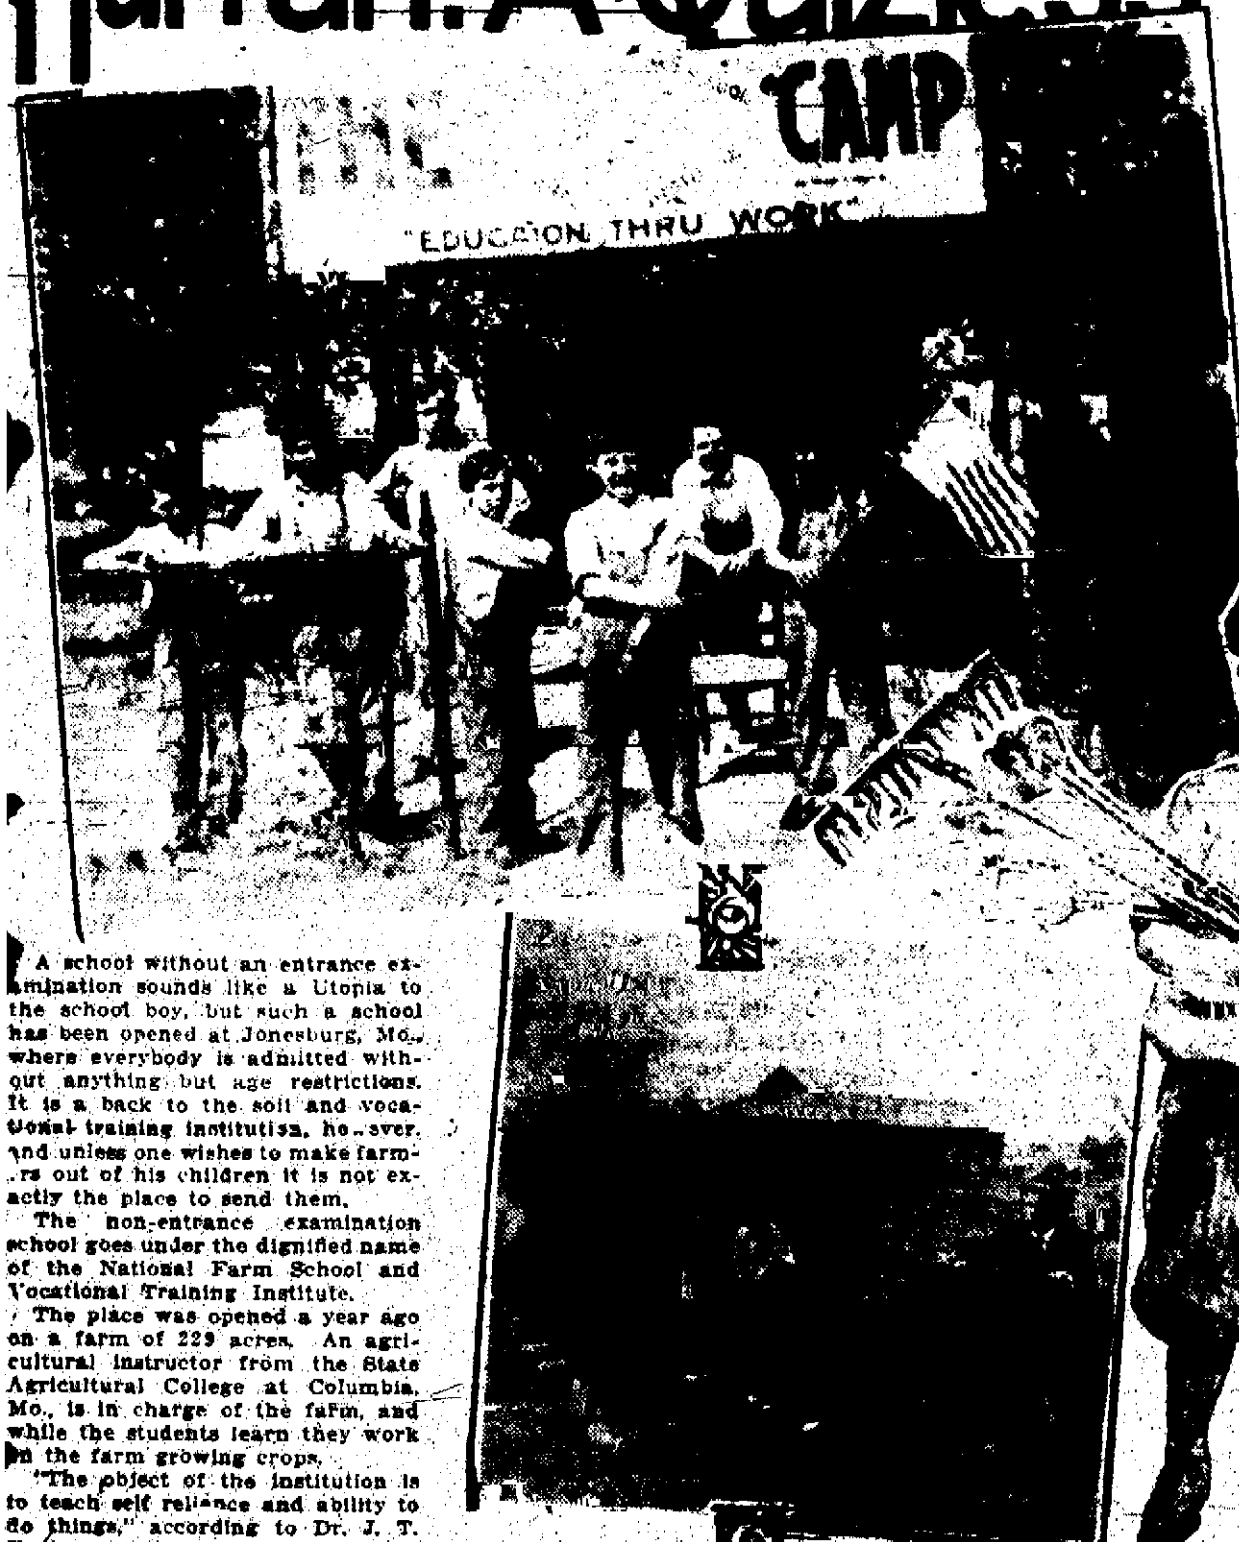 Hurrah! A Quizless
CAMP
"EDUCATION THRU WORK"
A school without an entrance ex-
amination sounds like a Utopia to
the school boy, but such a school
has been opened at Jonesburg, Mo.,
where everybody is admitted with-
out anything but age restrictions.
It is a back to the soil and voca-
tional training institution, however,
and unless one wishes to make farm-
ers out of his children it is not ex-
actly the place to send them.
The non-entrance examination
school goes under the dignified name
of the National Farm School and
Vocational Training Institute.
The place was opened a year ago
on a farm of 229 acres. An agri-
cultural instructor from the State
Agricultural College at Columbia,
Mo., is in charge of the farm, and
while the students learn they work
on the farm growing crops.
"The object of the institution is
to teach self reliance and ability to
do things," according to Dr. J. T.